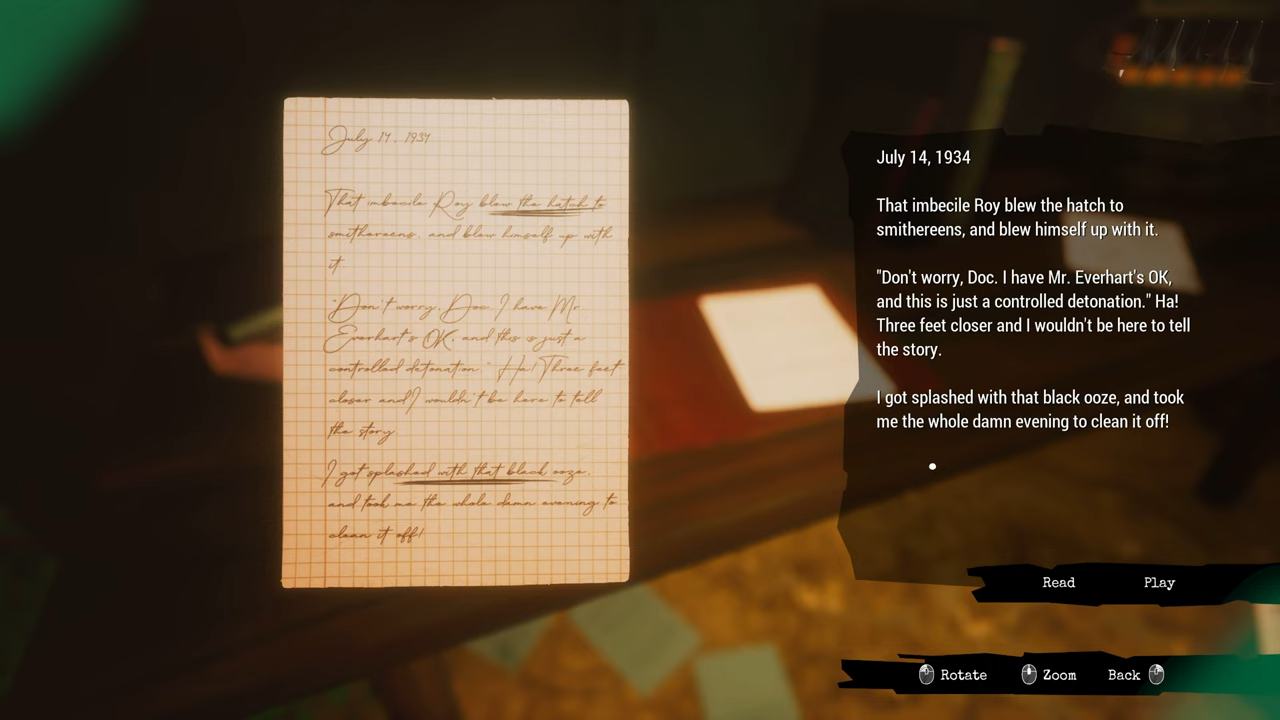 July 14, 1934
That imbecile Roy blew the hatch to
smithereens, and blew himself up with
it.
"Don't worry, Doc. I have Mr.
Everhart's OK, and this is just a
controlled detonation." Ha! Three feet
closer and I wouldn't be here to tell
the story.
I got splashed with that black ooze,
and took me the whole damn evening to
clean it off!
July 14, 1934
That imbecile Roy blew the hatch to
smithereens, and blew himself up with it.
"Don't worry, Doc. I have Mr. Everhart's OK,
and this is just a controlled detonation." Ha!
Three feet closer and I wouldn't be here to tell
the story.
I got splashed with that black ooze, and took
me the whole damn evening to clean it off!
Read Play
Rotate Zoom Back